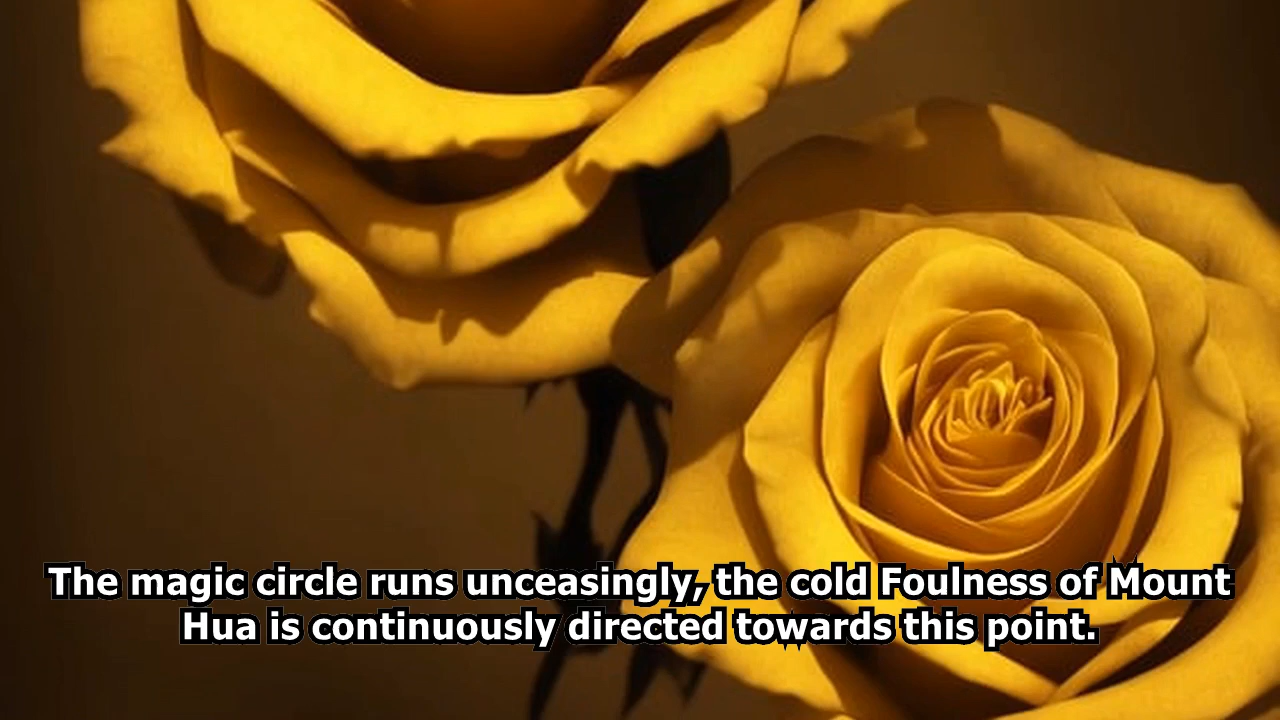 The magic circle runs unceasingly, the cold Foulness of Mount
Hua is continuously directed towards this point.